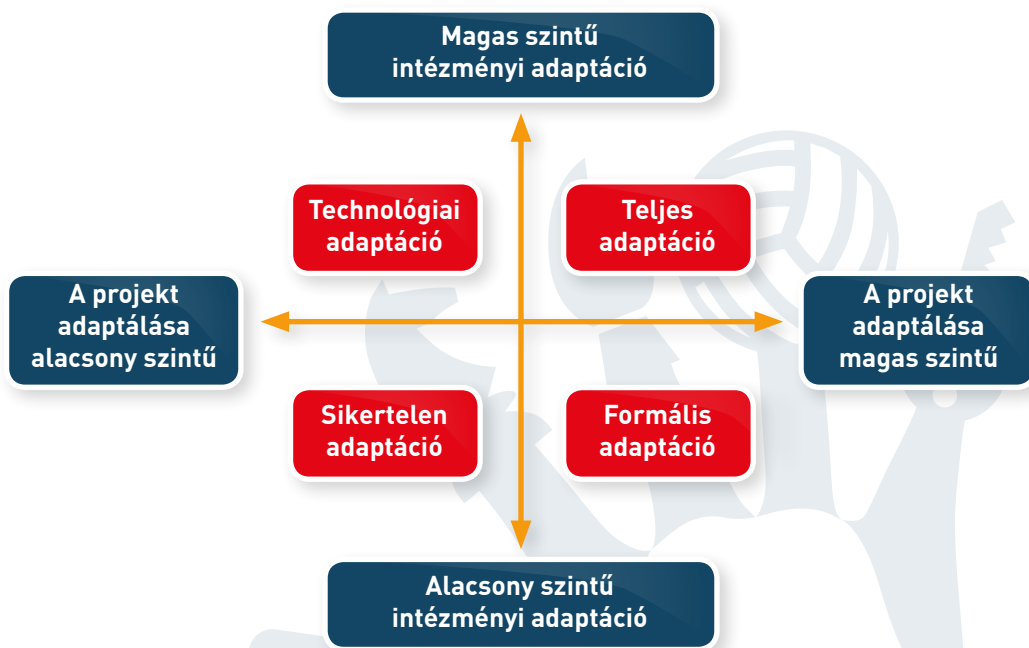 Magas szintű
intézményi adaptáció
Technológiai
adaptáció
Teljes
adaptáció
A projekt
adaptálása
alacsony szintű
A projekt
adaptálása
magas szintű
Sikertelen
adaptáció
Formális
adaptáció
Alacsony szintű
intézményi adaptáció